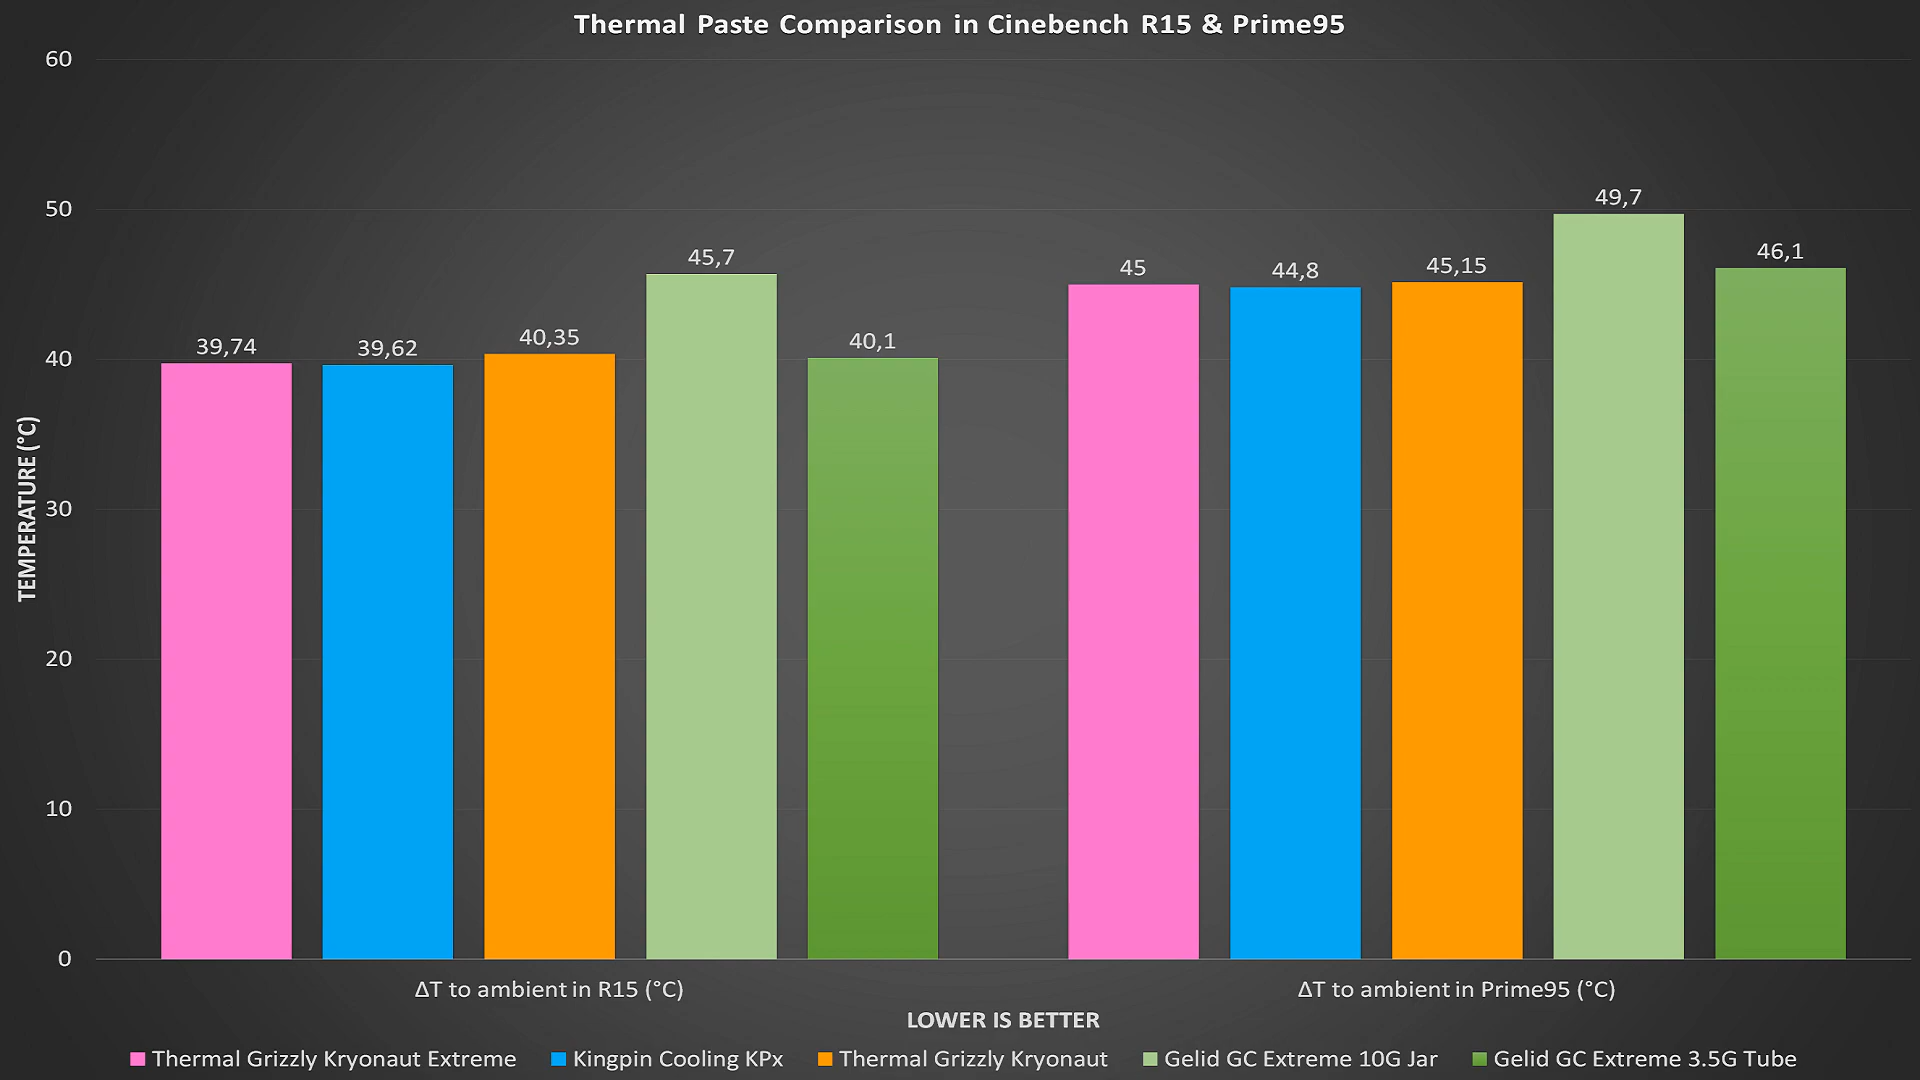 Thermal Paste Comparison in Cinebench R15 & Prime95
60
50
40
30
20
10
0
TEMPERATURE (°C)
39,74
39,62
40,35
45,7
40,1
45
44,8
45,15
49,7
46,1
ΔT to ambient in R15 (°C)
ΔT to ambient in Prime95 (°C)
LOWER IS BETTER
Thermal Grizzly Kryonaut Extreme
Kingpin Cooling KPx
Thermal Grizzly Kryonaut
Gelid GC Extreme 10G Jar
Gelid GC Extreme 3.5G Tube